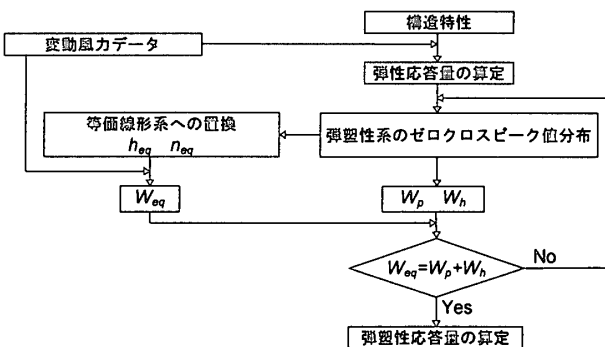 構造特性
変動風力データ
弾性応答量の算定
等価線形系への置換
h_eq n_eq
弾塑性系のゼロクロスピーク値分布
W_eq
W_p W_h
W_eq=W_p+W_h
No
Yes
弾塑性応答量の算定